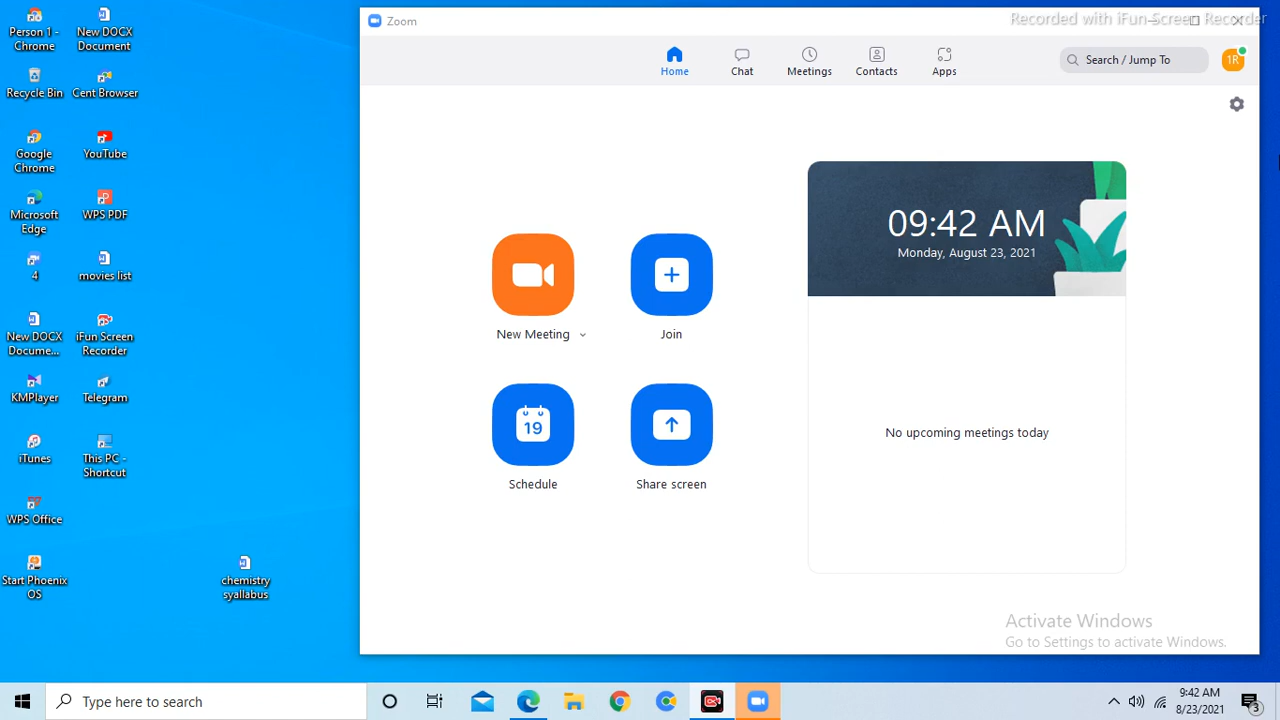 Person 1 -
Chrome
New DOCX
Document
Recycle Bin
Cent Browser
Google
Chrome
YouTube
Microsoft
Edge
WPS PDF
4
movies list
New DOCX
Docume...
iFun Screen
Recorder
KMPlayer
Telegram
iTunes
This PC -
Shortcut
WPS Office
Start Phoenix
OS
chemistry
syallabus
Zoom
Recorded with iFun Screen Recorder
Home
Chat
Meetings
Contacts
Apps
Search / Jump To
1R
New Meeting
Join
19
Schedule
Share screen
09:42 AM
Monday, August 23, 2021
No upcoming meetings today
Activate Windows
Go to Settings to activate Windows.
Type here to search
9:42 AM
8/23/2021
3